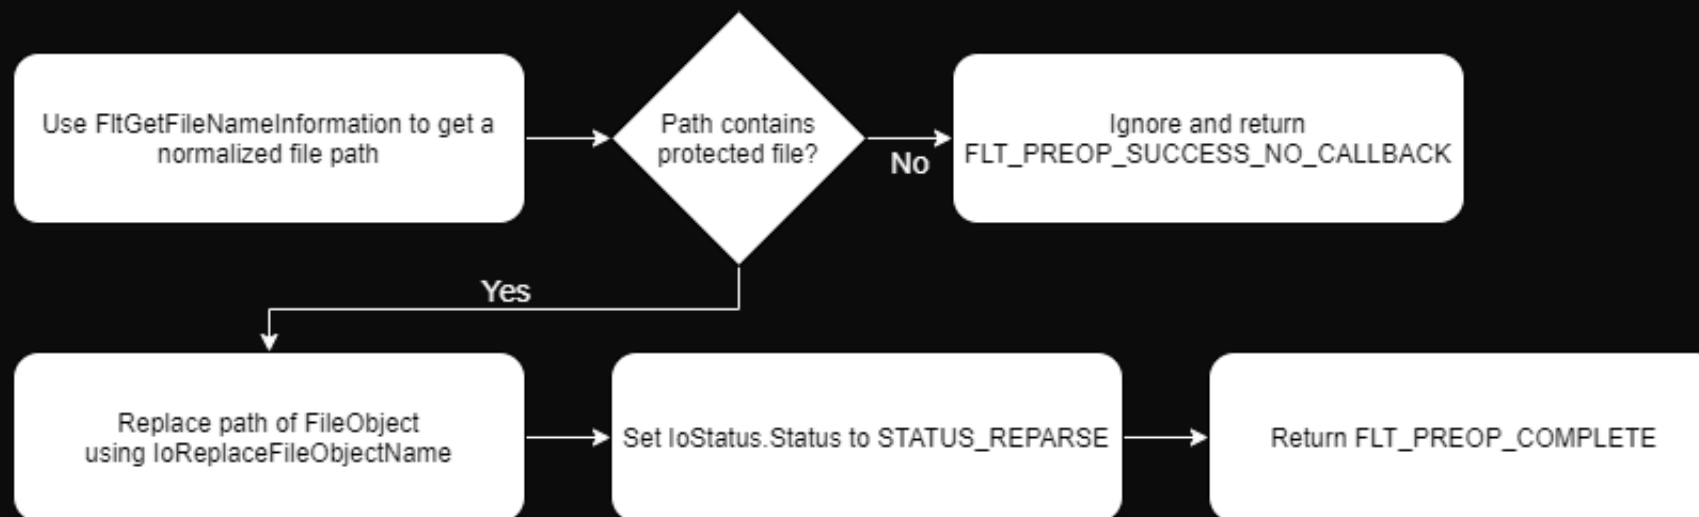 Use FltGetFileNameInformation to get a
normalized file path
Path contains
protected file?
No
Ignore and return
FLT_PREOP_SUCCESS_NO_CALLBACK
Yes
Replace path of FileObject
using IoReplaceFileObjectName
Set IoStatus.Status to STATUS_REPARSE
Return FLT_PREOP_COMPLETE